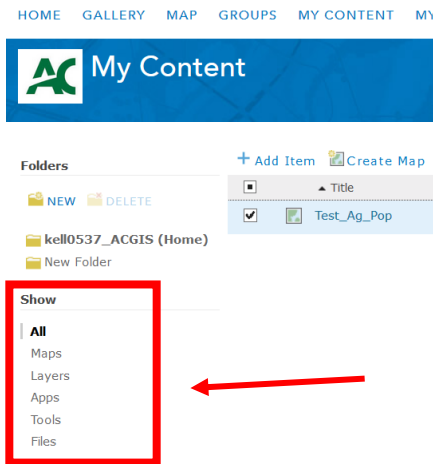 HOME GALLERY MAP GROUPS MY CONTENT MY
AC My Content
Folders
NEW DELETE
kell0537_ACGIS (Home)
New Folder
Show
All
Maps
Layers
Apps
Tools
Files
Add Item Create Map
Title
Test_Ag_Pop